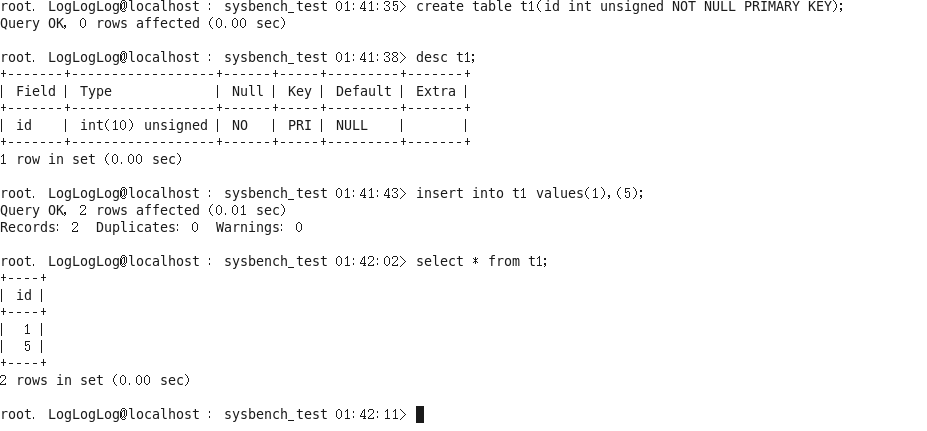 root. LogLogLog@localhost : sysbench_test 01:41:35> create table t1(id int unsigned NOT NULL PRIMARY KEY);
Query OK, 0 rows affected (0.00 sec)
root. LogLogLog@localhost : sysbench_test 01:41:38> desc t1;
+-------+------------------+------+-----+---------+-------+
| Field | Type             | Null | Key | Default | Extra |
+-------+------------------+------+-----+---------+-------+
| id    | int(10) unsigned | NO   | PRI | NULL    |       |
+-------+------------------+------+-----+---------+-------+
1 row in set (0.00 sec)
root. LogLogLog@localhost : sysbench_test 01:41:43> insert into t1 values(1),(5);
Query OK, 2 rows affected (0.01 sec)
Records: 2  Duplicates: 0  Warnings: 0
root. LogLogLog@localhost : sysbench_test 01:42:02> select * from t1;
+----+
| id |
+----+
|  1 |
|  5 |
+----+
2 rows in set (0.00 sec)
root. LogLogLog@localhost : sysbench_test 01:42:11>